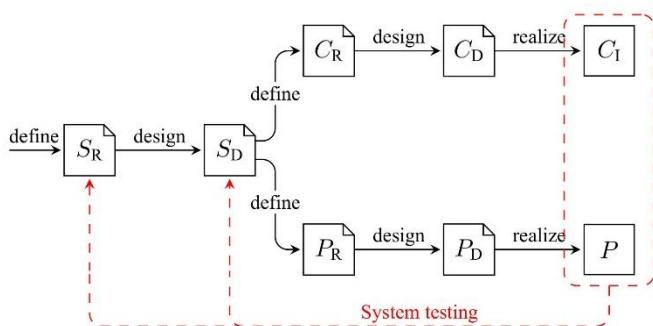 C_R design C_D realize C_I
define
define S_R design S_D
define
P_R design P_D realize P
System testing